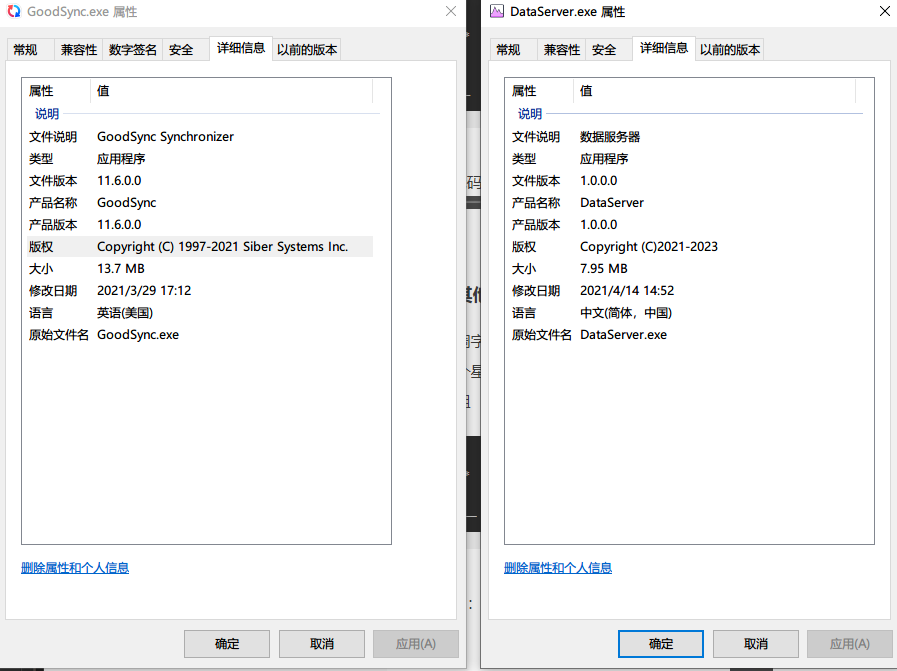 GoodSync.exe 属性
常规 兼容性 数字签名 安全 详细信息 以前的版本
属性 值
说明
文件说明 GoodSync Synchronizer
类型 应用程序
文件版本 11.6.0.0
产品名称 GoodSync
产品版本 11.6.0.0
版权 Copyright (C) 1997-2021 Siber Systems Inc.
大小 13.7 MB
修改日期 2021/3/29 17:12
语言 英语(美国)
原始文件名 GoodSync.exe
删除属性和个人信息
确定 取消 应用(A)
DataServer.exe 属性
常规 兼容性 安全 详细信息 以前的版本
属性 值
说明
文件说明 数据服务器
类型 应用程序
文件版本 1.0.0.0
产品名称 DataServer
产品版本 1.0.0.0
版权 Copyright (C)2021-2023
大小 7.95 MB
修改日期 2021/4/14 14:52
语言 中文(简体，中国)
原始文件名 DataServer.exe
删除属性和个人信息
确定 取消 应用(A)